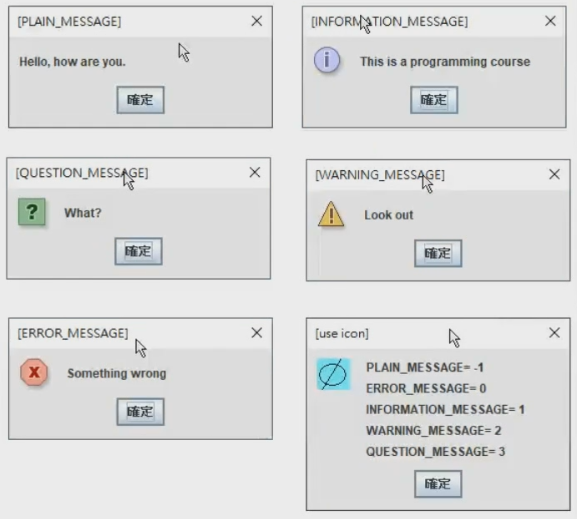 [PLAIN_MESSAGE]
Hello, how are you.
確定
[INFORMATION_MESSAGE]
This is a programming course
確定
[QUESTION_MESSAGE]
What?
確定
[WARNING_MESSAGE]
Look out
確定
[ERROR_MESSAGE]
Something wrong
確定
[use icon]
PLAIN_MESSAGE= -1
ERROR_MESSAGE= 0
INFORMATION_MESSAGE= 1
WARNING_MESSAGE= 2
QUESTION_MESSAGE= 3
確定